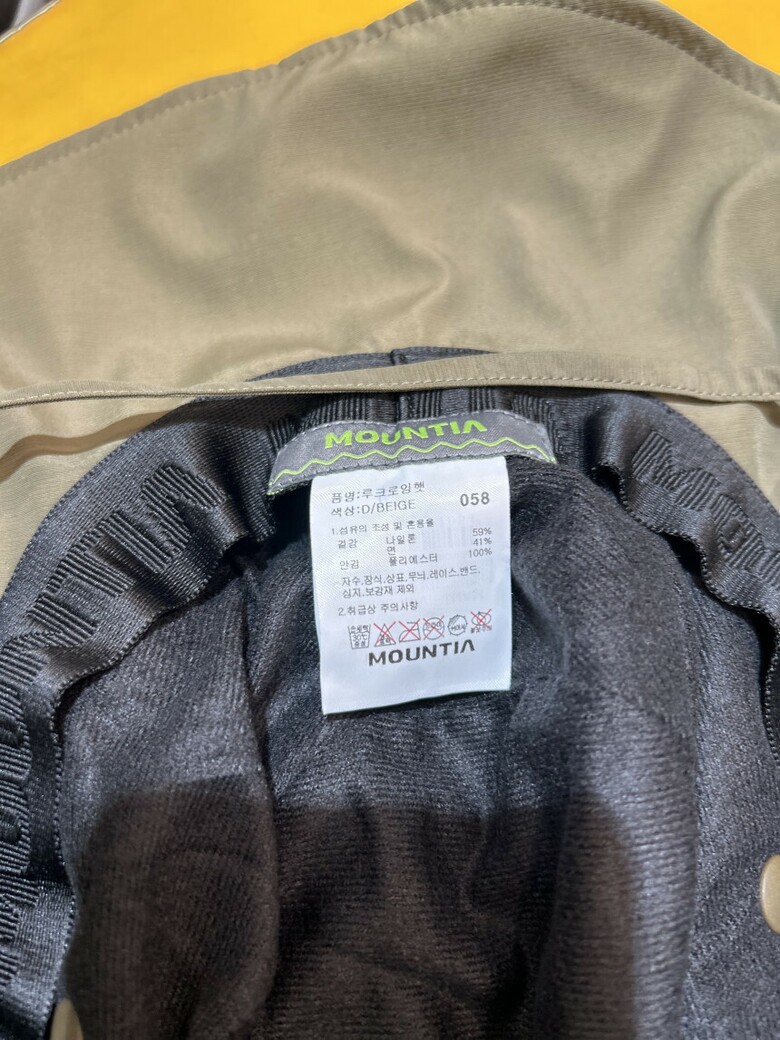 MOUNTIA
품명:루크로잉햇
색상:D/BEIGE 058
1.섬유의 조성 및 혼용율
겉감 나일론 59%
면 41%
안감 폴리에스터 100%
자수,장식,상표,무늬,레이스,밴드,
심지,보강재 제외
2.취급상 주의사항
30℃
MOUNTIA